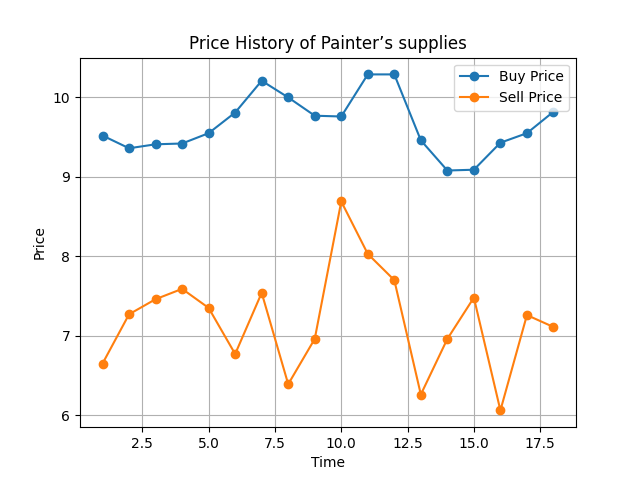 Price History of Painter’s supplies
Buy Price
Sell Price
Price
10
9
8
7
6
2.5 5.0 7.5 10.0 12.5 15.0 17.5
Time